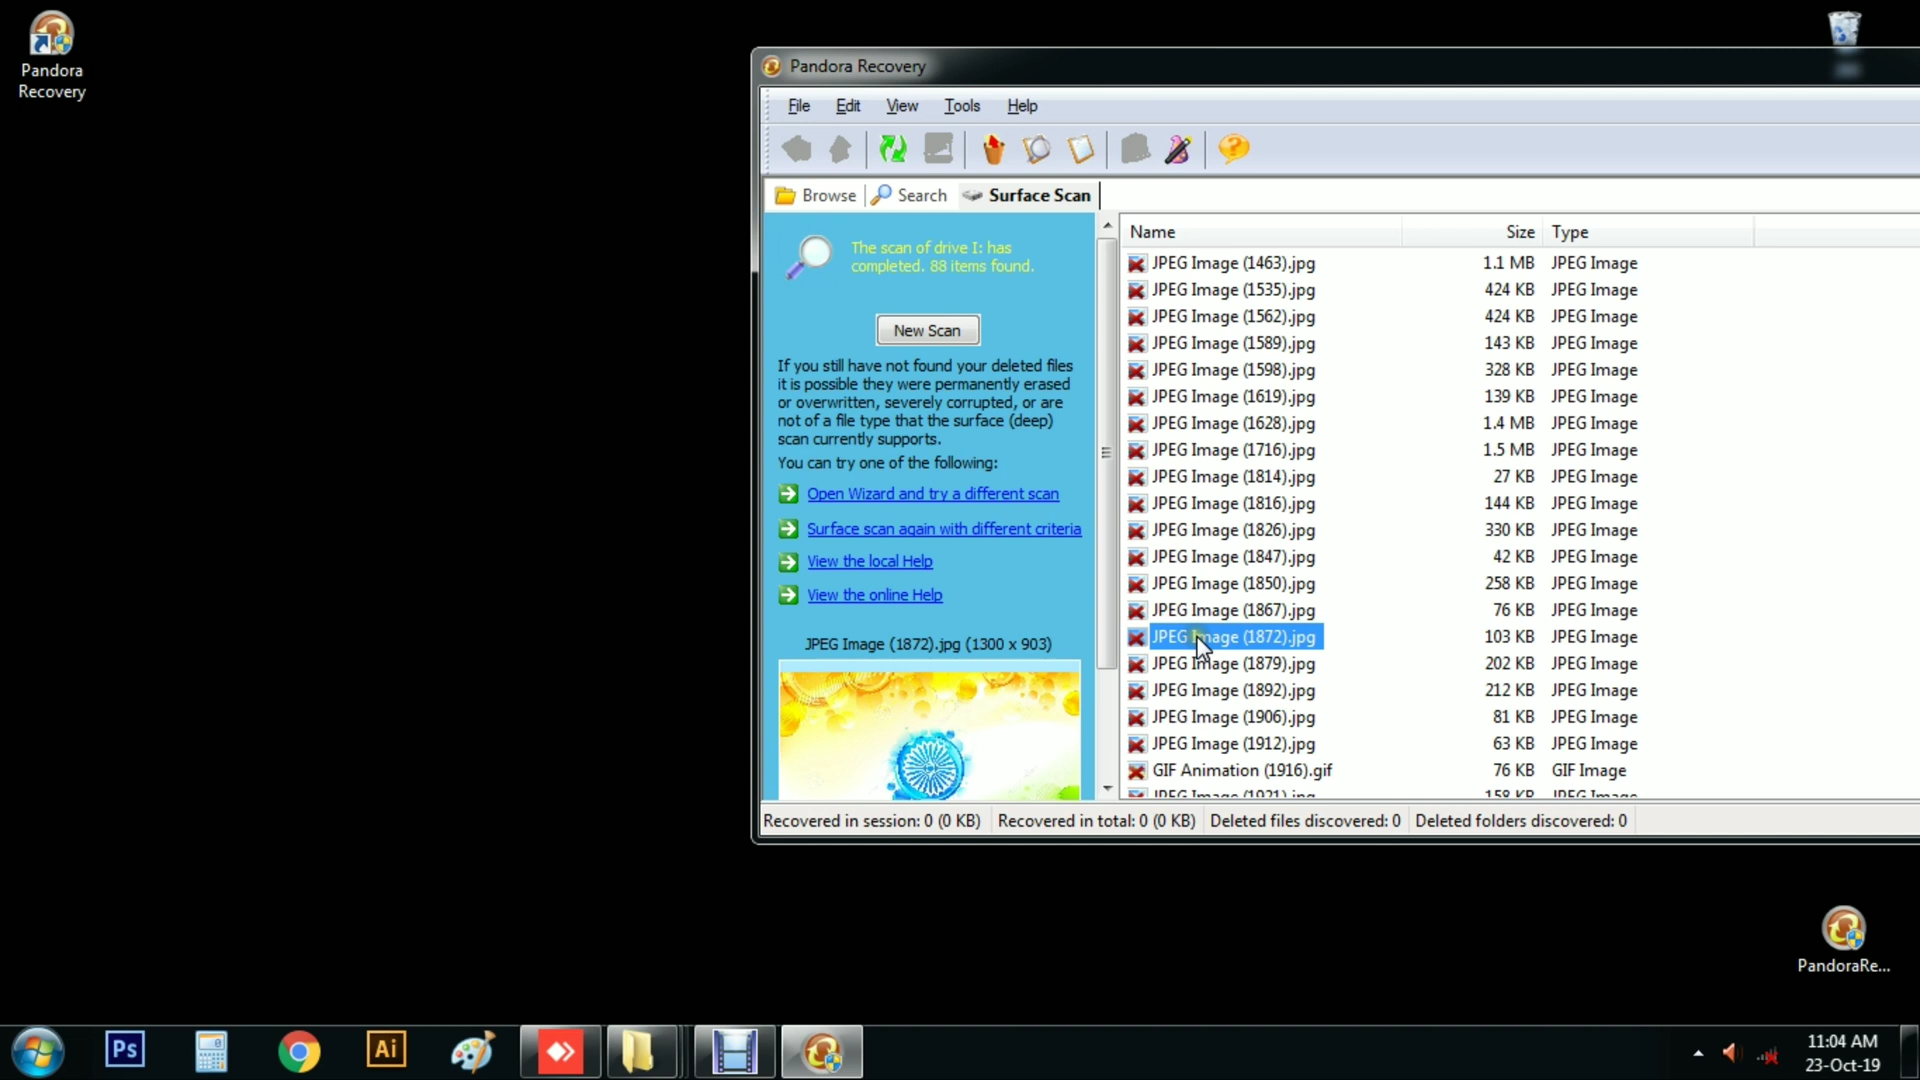 Pandora
Recovery
Pandora Recovery
File Edit View Tools Help
Browse Search Surface Scan
The scan of drive I: has
completed. 88 items found.
New Scan
If you still have not found your deleted files
it is possible they were permanently erased
or overwritten, severely corrupted, or are
not of a file type that the surface (deep)
scan currently supports.
You can try one of the following:
Open Wizard and try a different scan
Surface scan again with different criteria
View the local Help
View the online Help
JPEG Image (1872).jpg (1300 x 903)
Name Size Type
JPEG Image (1463).jpg 1.1 MB JPEG Image
JPEG Image (1535).jpg 424 KB JPEG Image
JPEG Image (1562).jpg 424 KB JPEG Image
JPEG Image (1589).jpg 143 KB JPEG Image
JPEG Image (1598).jpg 328 KB JPEG Image
JPEG Image (1619).jpg 139 KB JPEG Image
JPEG Image (1628).jpg 1.4 MB JPEG Image
JPEG Image (1716).jpg 1.5 MB JPEG Image
JPEG Image (1814).jpg 27 KB JPEG Image
JPEG Image (1816).jpg 144 KB JPEG Image
JPEG Image (1826).jpg 330 KB JPEG Image
JPEG Image (1847).jpg 42 KB JPEG Image
JPEG Image (1850).jpg 258 KB JPEG Image
JPEG Image (1867).jpg 76 KB JPEG Image
JPEG Image (1872).jpg 103 KB JPEG Image
JPEG Image (1879).jpg 202 KB JPEG Image
JPEG Image (1892).jpg 212 KB JPEG Image
JPEG Image (1906).jpg 81 KB JPEG Image
JPEG Image (1912).jpg 63 KB JPEG Image
GIF Animation (1916).gif 76 KB GIF Image
JPEG Image (1921).jpg 158 KB JPEG Image
Recovered in session: 0 (0 KB) Recovered in total: 0 (0 KB) Deleted files discovered: 0 Deleted folders discovered: 0
PandoraRe...
Ps
Ai
11:04 AM
23-Oct-19